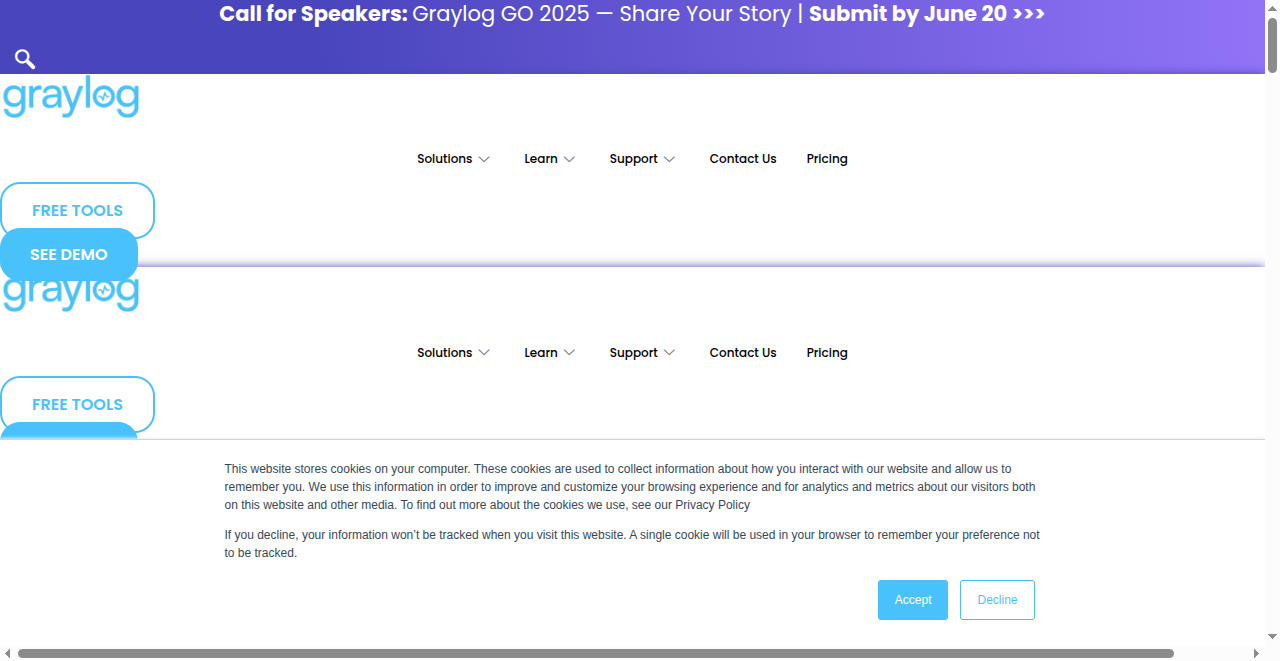 Call for Speakers: Graylog GO 2025 — Share Your Story | Submit by June 20 >>>
graylog
Solutions Learn Support Contact Us Pricing
FREE TOOLS
SEE DEMO
graylog
Solutions Learn Support Contact Us Pricing
FREE TOOLS
This website stores cookies on your computer. These cookies are used to collect information about how you interact with our website and allow us to
remember you. We use this information in order to improve and customize your browsing experience and for analytics and metrics about our visitors both
on this website and other media. To find out more about the cookies we use, see our Privacy Policy
If you decline, your information won’t be tracked when you visit this website. A single cookie will be used in your browser to remember your preference not
to be tracked.
Accept Decline